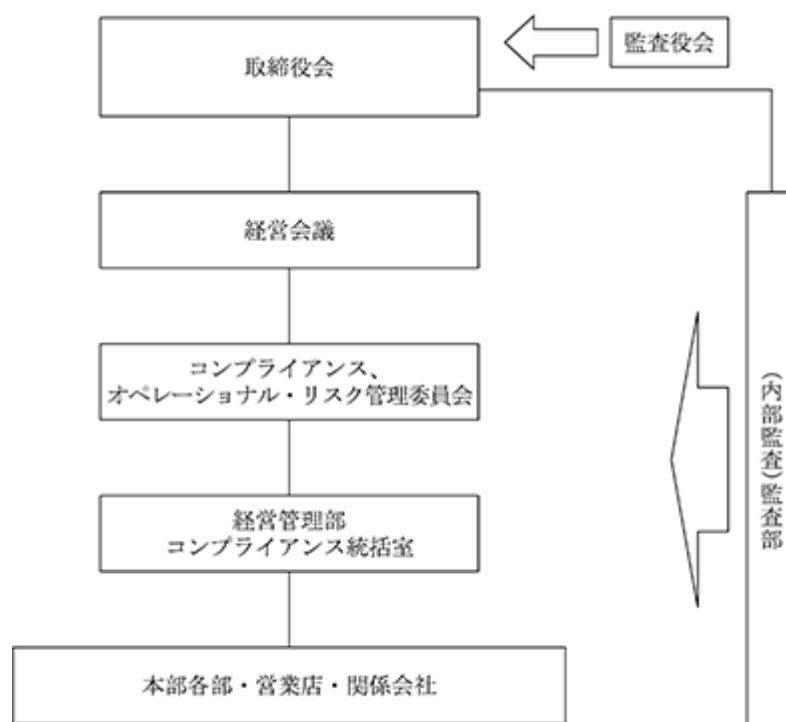 取締役会
監査役会
経営会議
コンプライアンス、
オペレーショナル・リスク管理委員会
経営管理部
コンプライアンス統括室
本部各部・営業店・関係会社
（内部監査）監査部